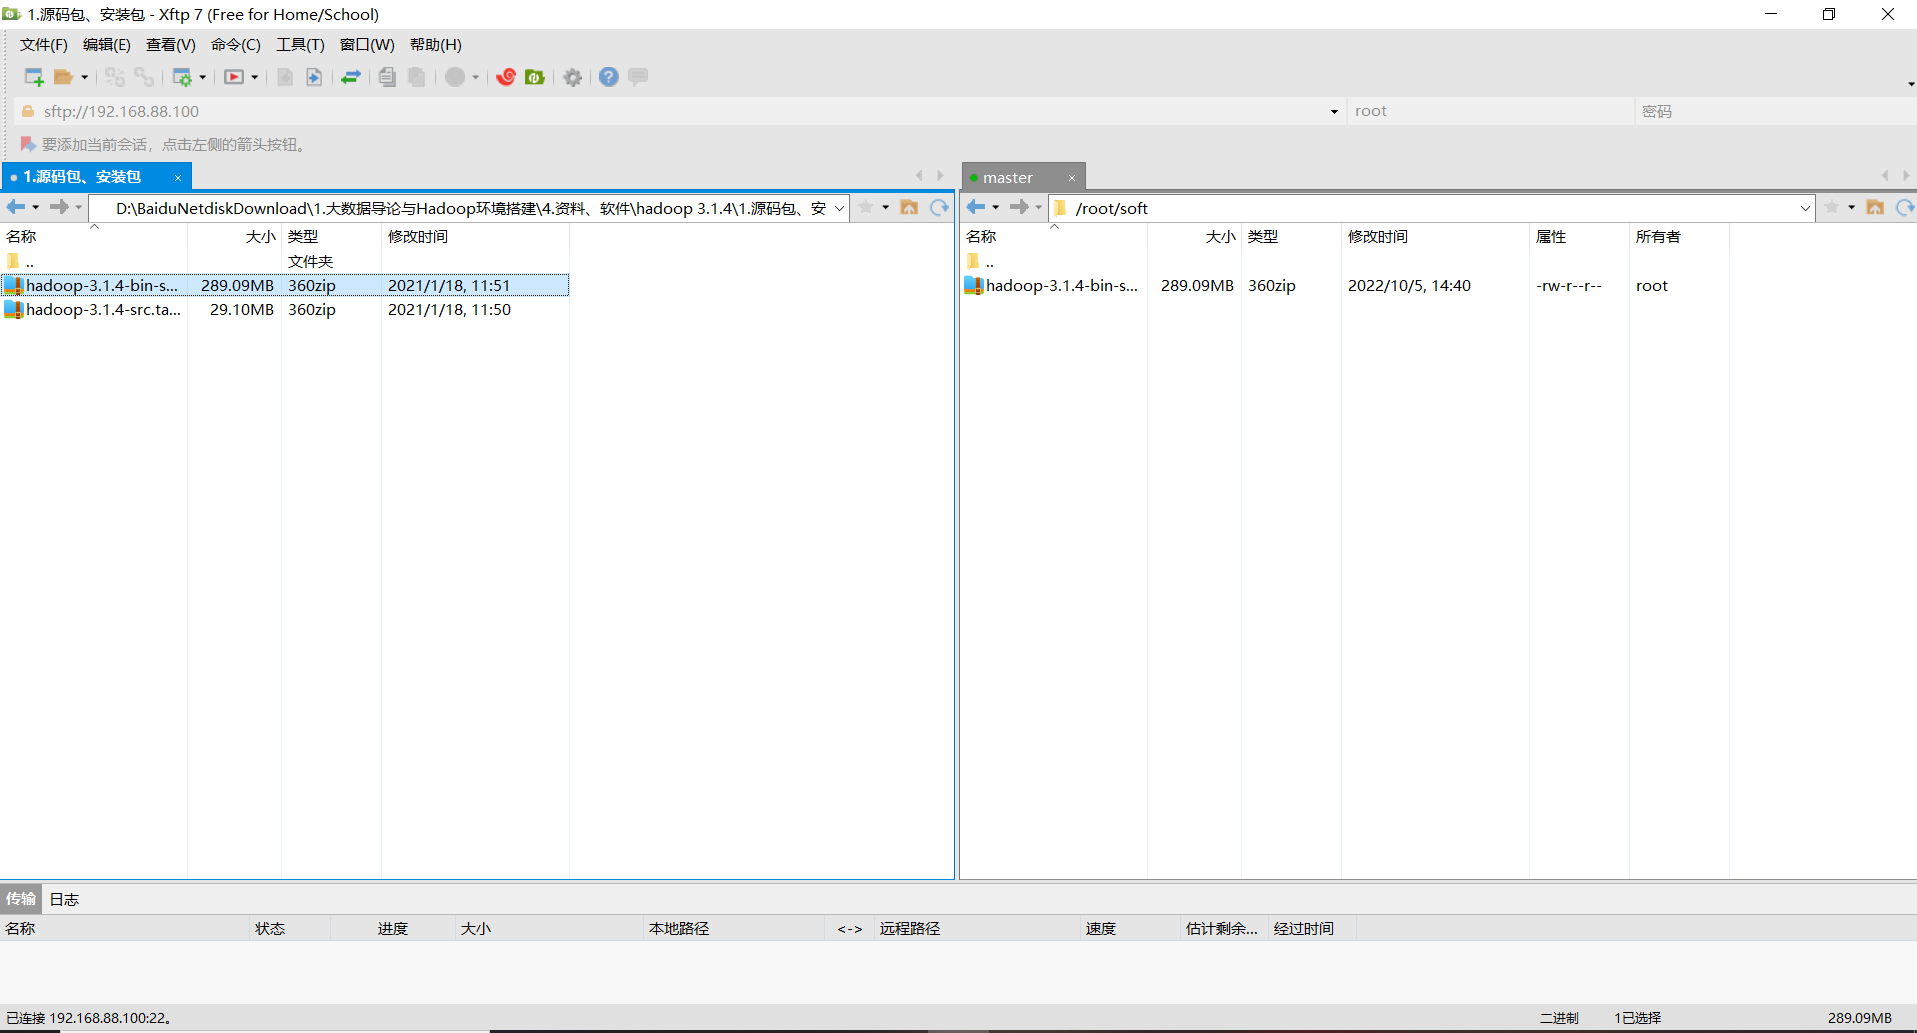 1.源码包、安装包 - Xftp 7 (Free for Home/School)
文件(F) 编辑(E) 查看(V) 命令(C) 工具(T) 窗口(W) 帮助(H)
sftp://192.168.88.100 root 密码
要添加当前会话，点击左侧的箭头按钮。
1.源码包、安装包 × master ×
D:\BaiduNetdiskDownload\1.大数据导论与Hadoop环境搭建\4.资料、软件\hadoop 3.1.4\1.源码包、安 /root/soft
名称 大小 类型 修改时间 名称 大小 类型 修改时间 属性 所有者
.. 文件夹 ..
hadoop-3.1.4-bin-s... 289.09MB 360zip 2021/1/18, 11:51 hadoop-3.1.4-bin-s... 289.09MB 360zip 2022/10/5, 14:40 -rw-r--r-- root
hadoop-3.1.4-src.ta... 29.10MB 360zip 2021/1/18, 11:50
传输 日志
名称 状态 进度 大小 本地路径 <-> 远程路径 速度 估计剩余... 经过时间
已连接 192.168.88.100:22。 二进制 1已选择 289.09MB